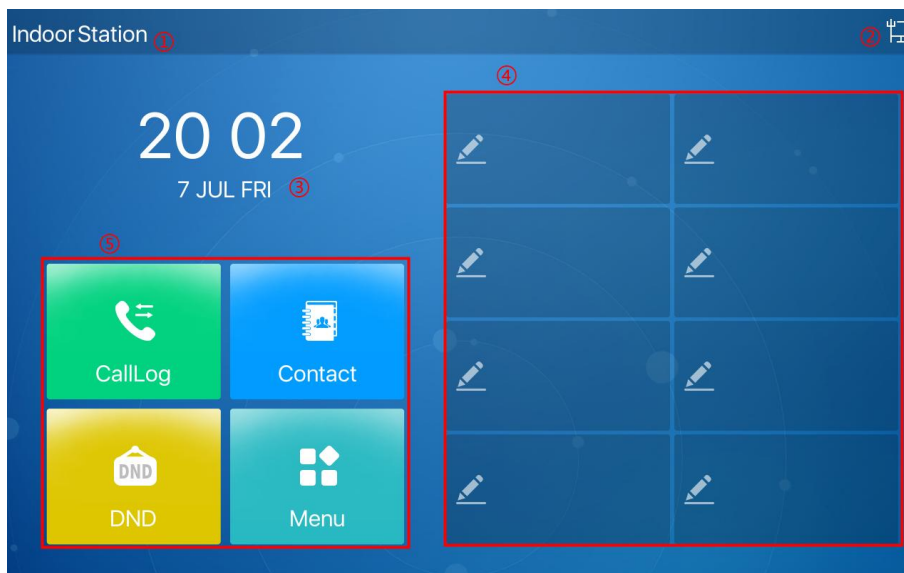 Indoor Station ①
②
④
20 02
7 JUL FRI ③
⑤
CallLog
Contact
DND
DND
Menu